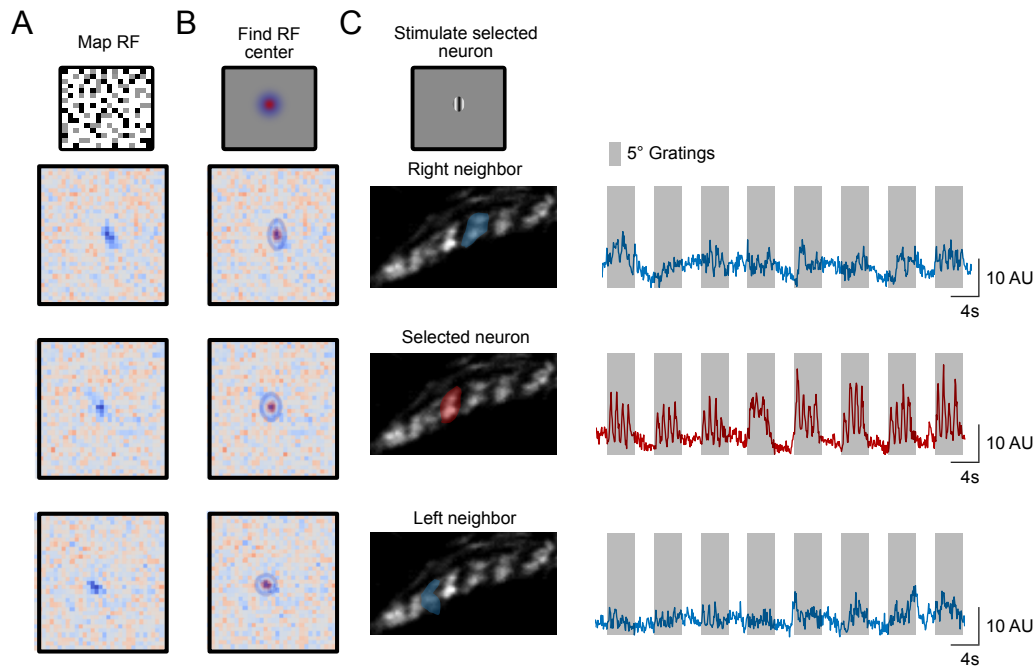 A
Map RF
B
Find RF
center
C
Stimulate selected
neuron
Right neighbor
5° Gratings
10 AU
4s
Selected neuron
10 AU
4s
Left neighbor
10 AU
4s